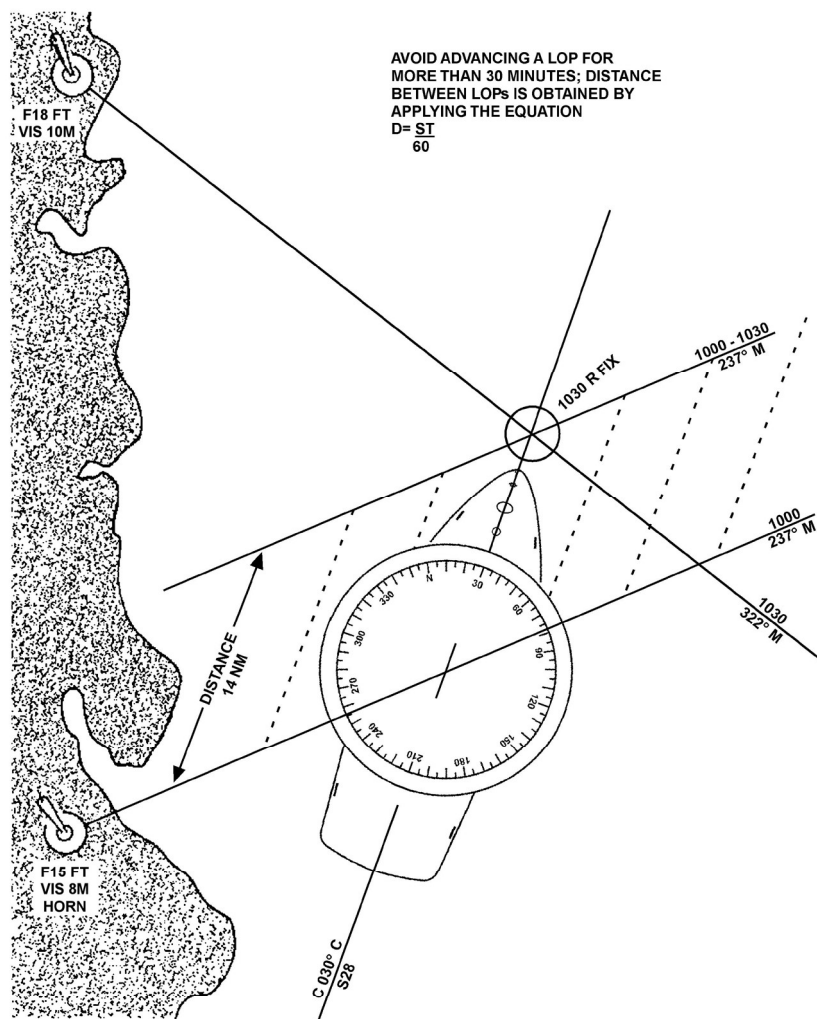 AVOID ADVANCING A LOP FOR
MORE THAN 30 MINUTES; DISTANCE
BETWEEN LOPs IS OBTAINED BY
APPLYING THE EQUATION
D= ST
60
F18 FT
VIS 10M
1000 - 1030
237° M
1030 R FIX
1000
237° M
1030
322° M
DISTANCE
14 NM
N
30
60
90
120
150
180
210
240
270
300
330
F15 FT
VIS 8M
HORN
C 030° C
S28